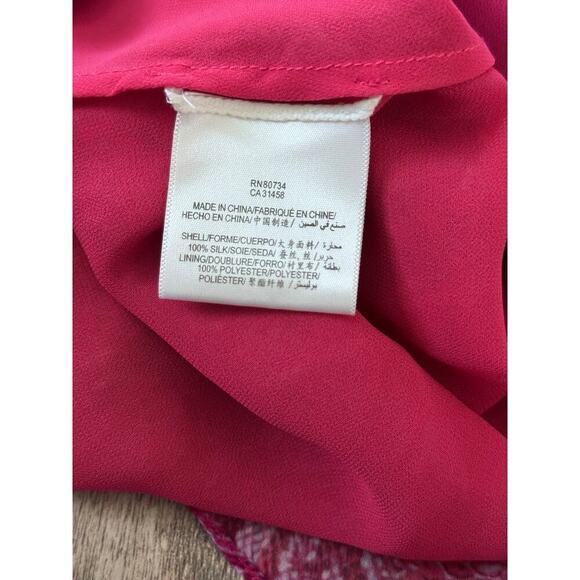 RN80734
CA31458
MADE IN CHINA/FABRIQUÉ EN CHINE/
HECHO EN CHINA/中国制造/ صنع في الصين
SHELL/FORME/CUERPO/大身面料/ محارة/
100% SILK/SOIE/SEDA/蚕丝, 丝/ حرير
LINING/DOUBLURE/FORRO/衬里布/ بطانة/
100% POLYESTER/POLYESTER/
POLIÉSTER/聚酯纤维/ بوليستر